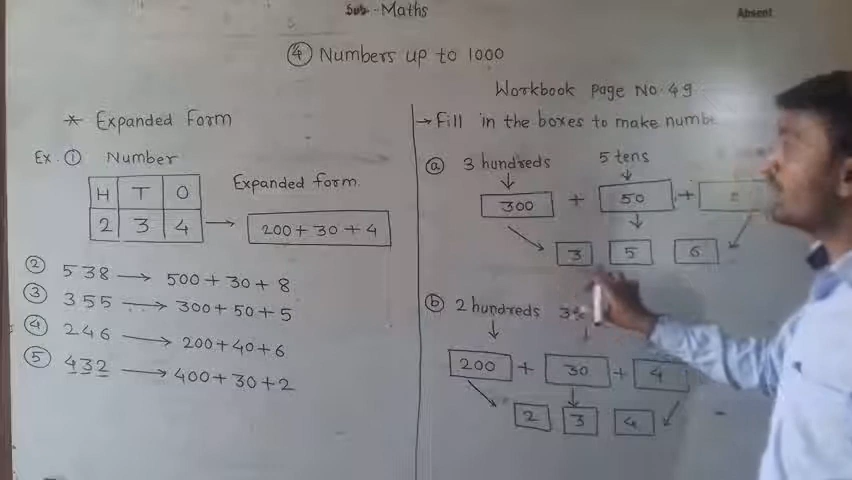 Sub - Maths
Absent
④ Numbers up to 1000
Workbook Page No. 49
* Expanded Form
→ Fill in the boxes to make numbe
Ex. ① Number
Expanded form.
H T O
2 3 4 → 200 + 30 + 4
② 538 → 500 + 30 + 8
③ 355 → 300 + 50 + 5
④ 246 → 200 + 40 + 6
⑤ 432 → 400 + 30 + 2
ⓐ 3 hundreds 5 tens
300 + 50 +
3 5 6
ⓑ 2 hundreds 3
200 + 30 + 4
2 3 4